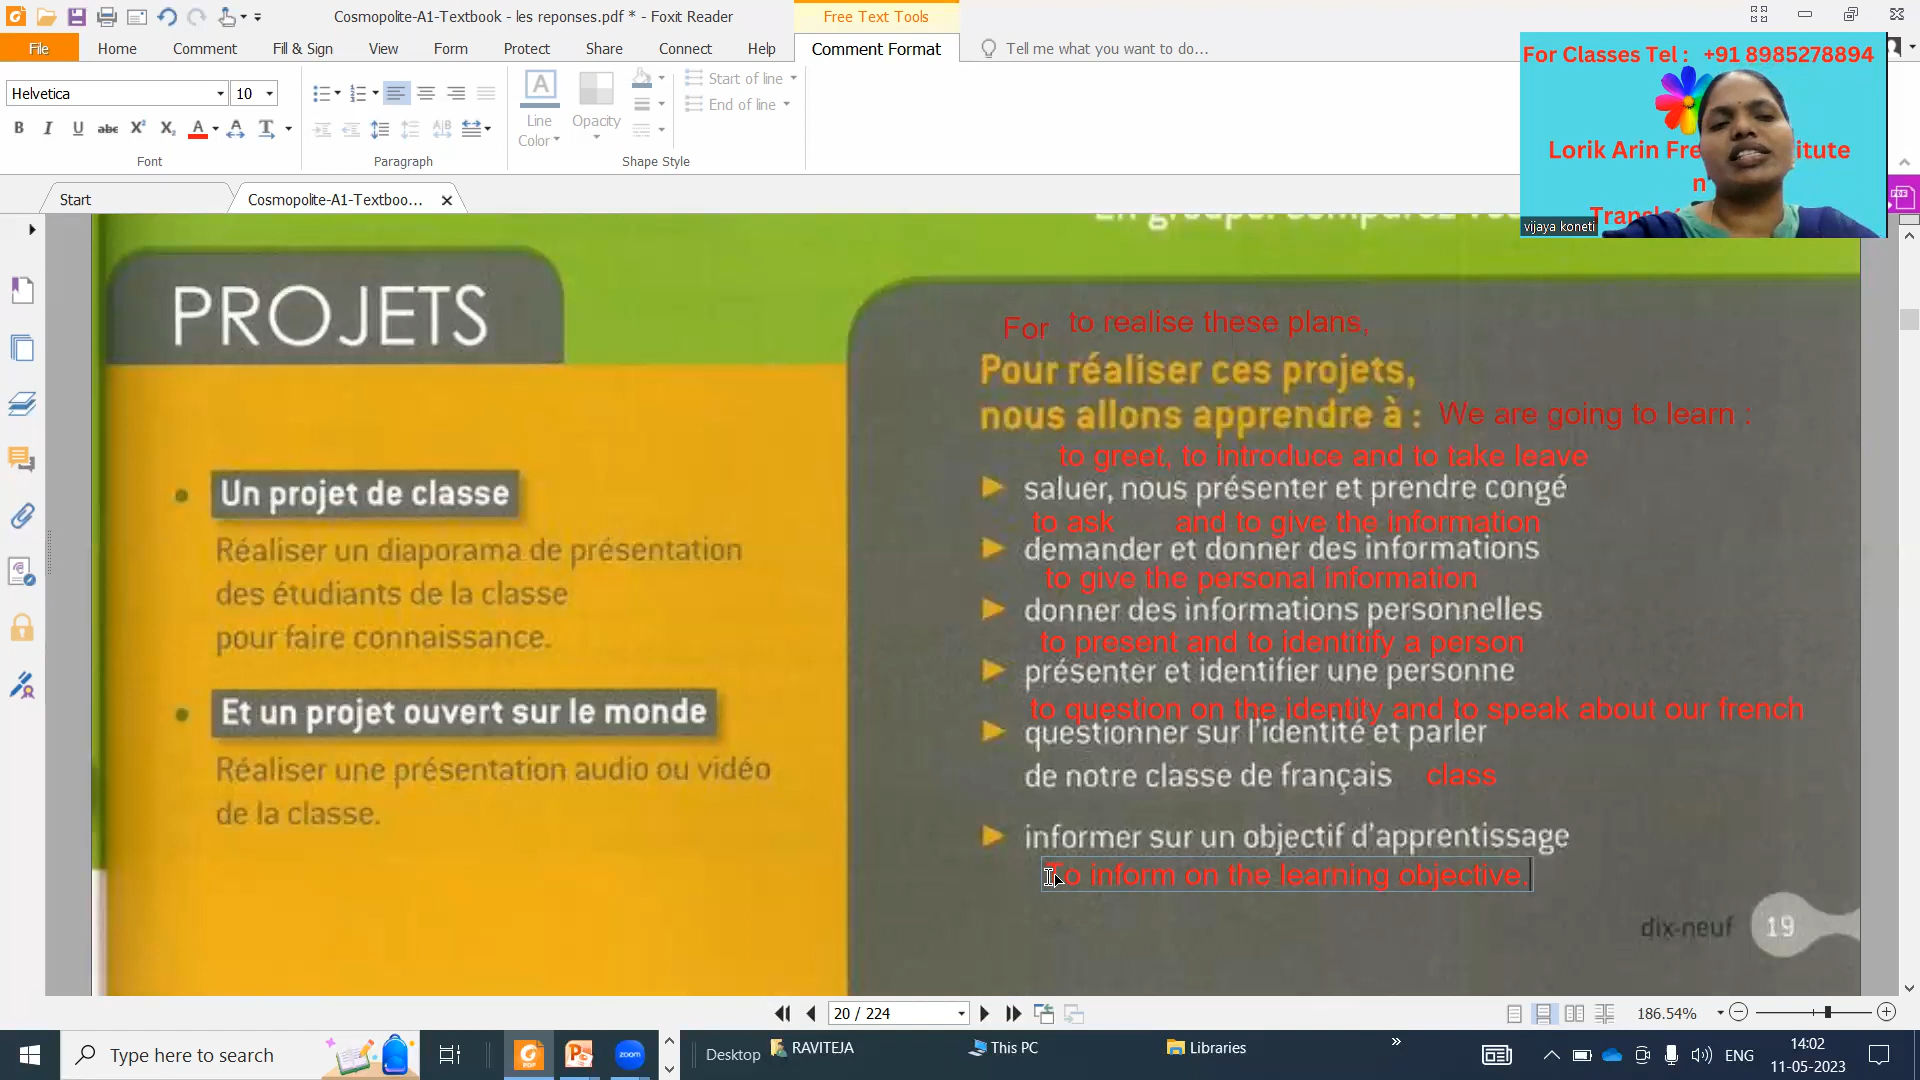 Cosmopolite-A1-Textbook - les reponses.pdf * - Foxit Reader
Free Text Tools
File Home Comment Fill & Sign View Form Protect Share Connect Help Comment Format Tell me what you want to do...
Helvetica 10
B I U abc X² X₂ A A T
Font Paragraph
Line Color
Opacity
Start of line
End of line
Shape Style
For Classes Tel : +91 8985278894
Lorik Arin
vijaya koneti
Start
Cosmopolite-A1-Textboo...
PROJETS
Un projet de classe
Réaliser un diaporama de présentation
des étudiants de la classe
pour faire connaissance.
Et un projet ouvert sur le monde
Réaliser une présentation audio ou vidéo
de la classe.
For to realise these plans,
Pour réaliser ces projets,
nous allons apprendre à : We are going to learn :
to greet, to introduce and to take leave
saluer, nous présenter et prendre congé
to ask and to give the information
demander et donner des informations
to give the personal information
donner des informations personnelles
to present and to identitify a person
présenter et identifier une personne
to question on the identity and to speak about our french
questionner sur l'identité et parler
de notre classe de français class
informer sur un objectif d'apprentissage
To inform on the learning objective.
dix-neuf 19
20 / 224
186.54%
Type here to search
Desktop
RAVITEJA
This PC
Libraries
ENG
14:02
11-05-2023